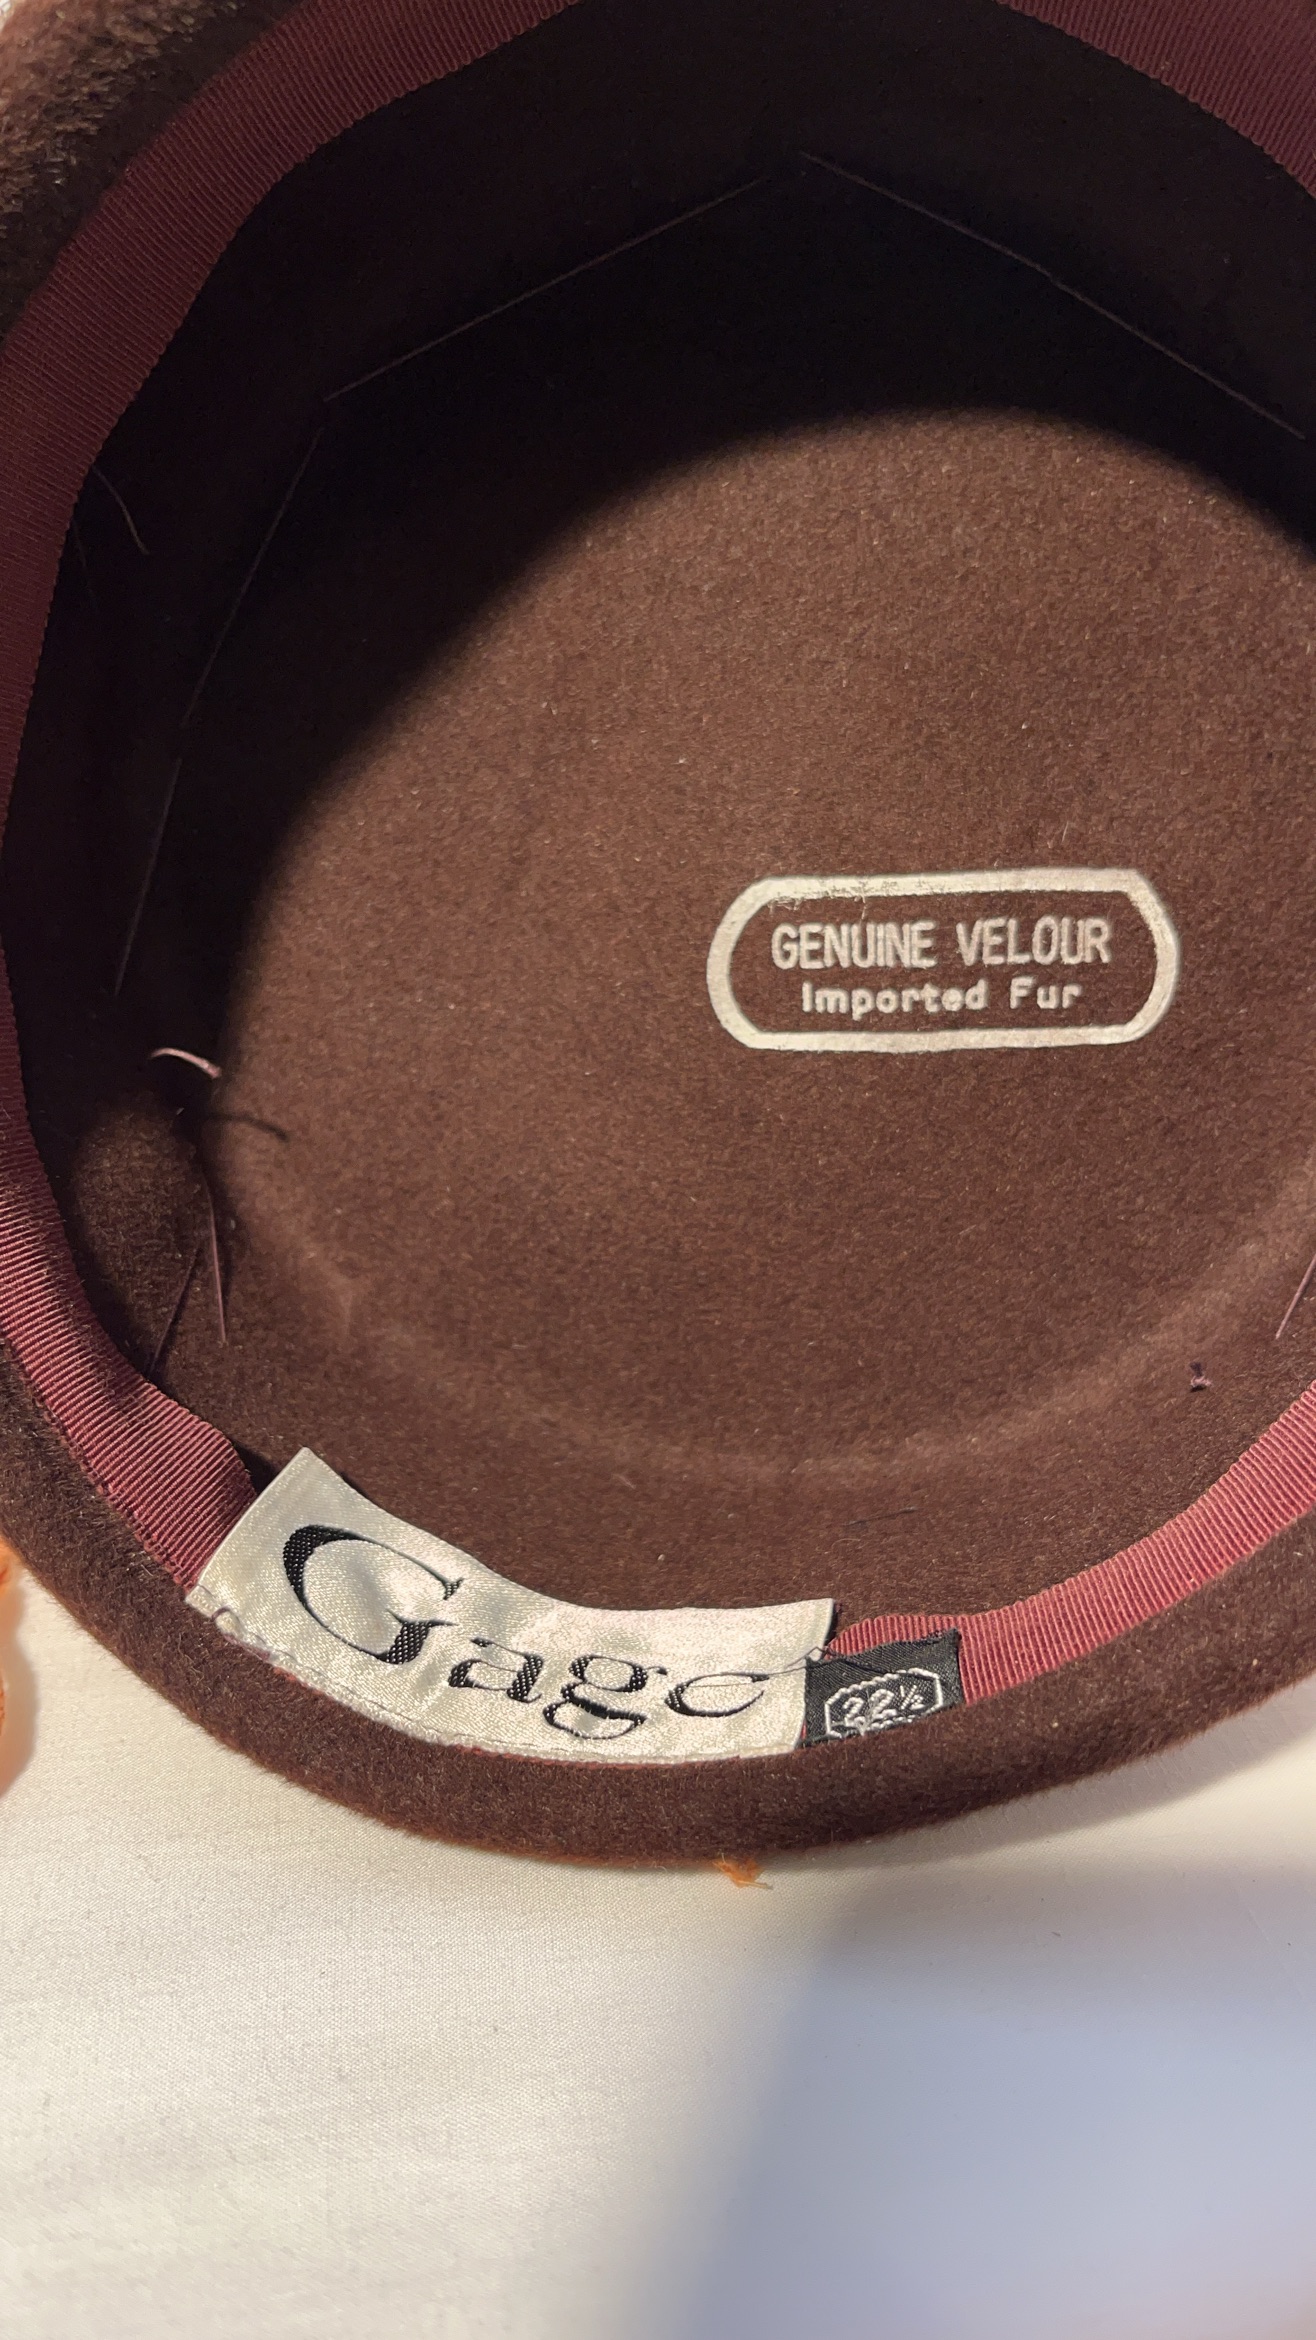 GENUINE VELOUR
Imported Fur
Gage
22½